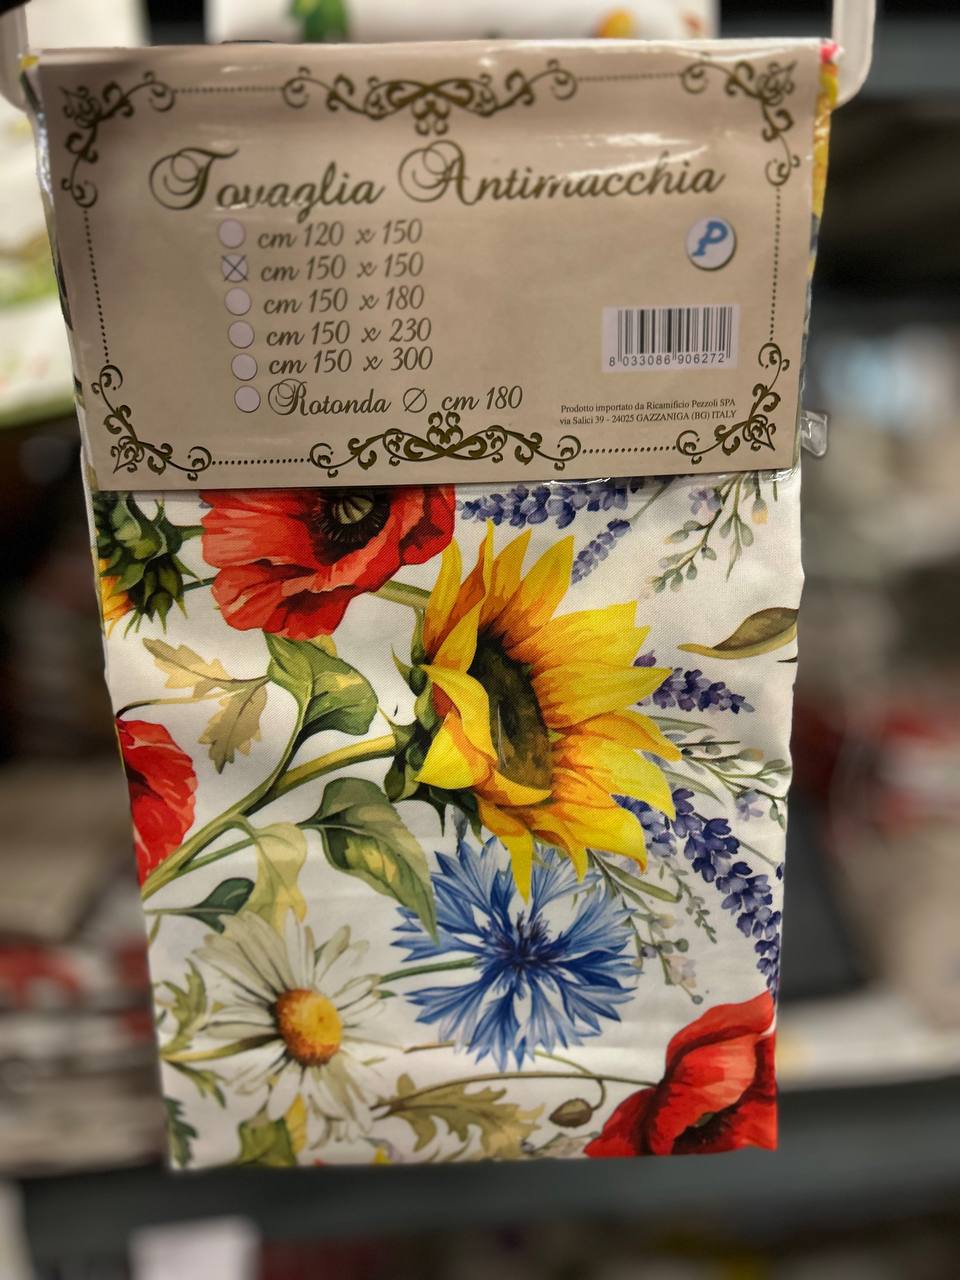 Tovaglia Antimacchia
cm 120 x 150
cm 150 x 150
cm 150 x 180
cm 150 x 230
cm 150 x 300
Rotonda Ø cm 180
P
8 033086 906272
Prodotto importato da Ricamificio Pezzoli SPA
via Salici 39 - 24025 GAZZANIGA (BG) ITALY